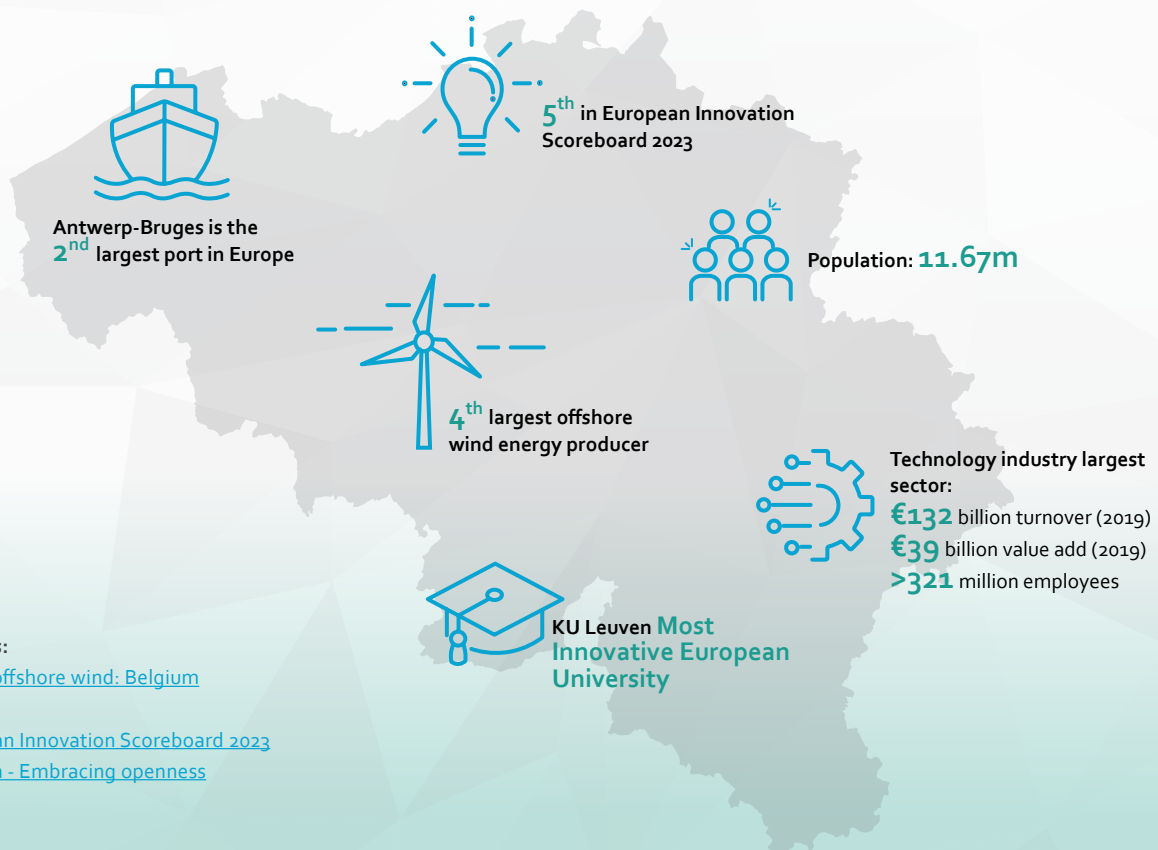 5th in European Innovation
Scoreboard 2023
Antwerp-Bruges is the
2nd largest port in Europe
Population: 11.67m
4th largest offshore
wind energy producer
Technology industry largest
sector:
€132 billion turnover (2019)
€39 billion value add (2019)
>321 million employees
KU Leuven Most
Innovative European
University
offshore wind: Belgium
Innovation Scoreboard 2023
- Embracing openness